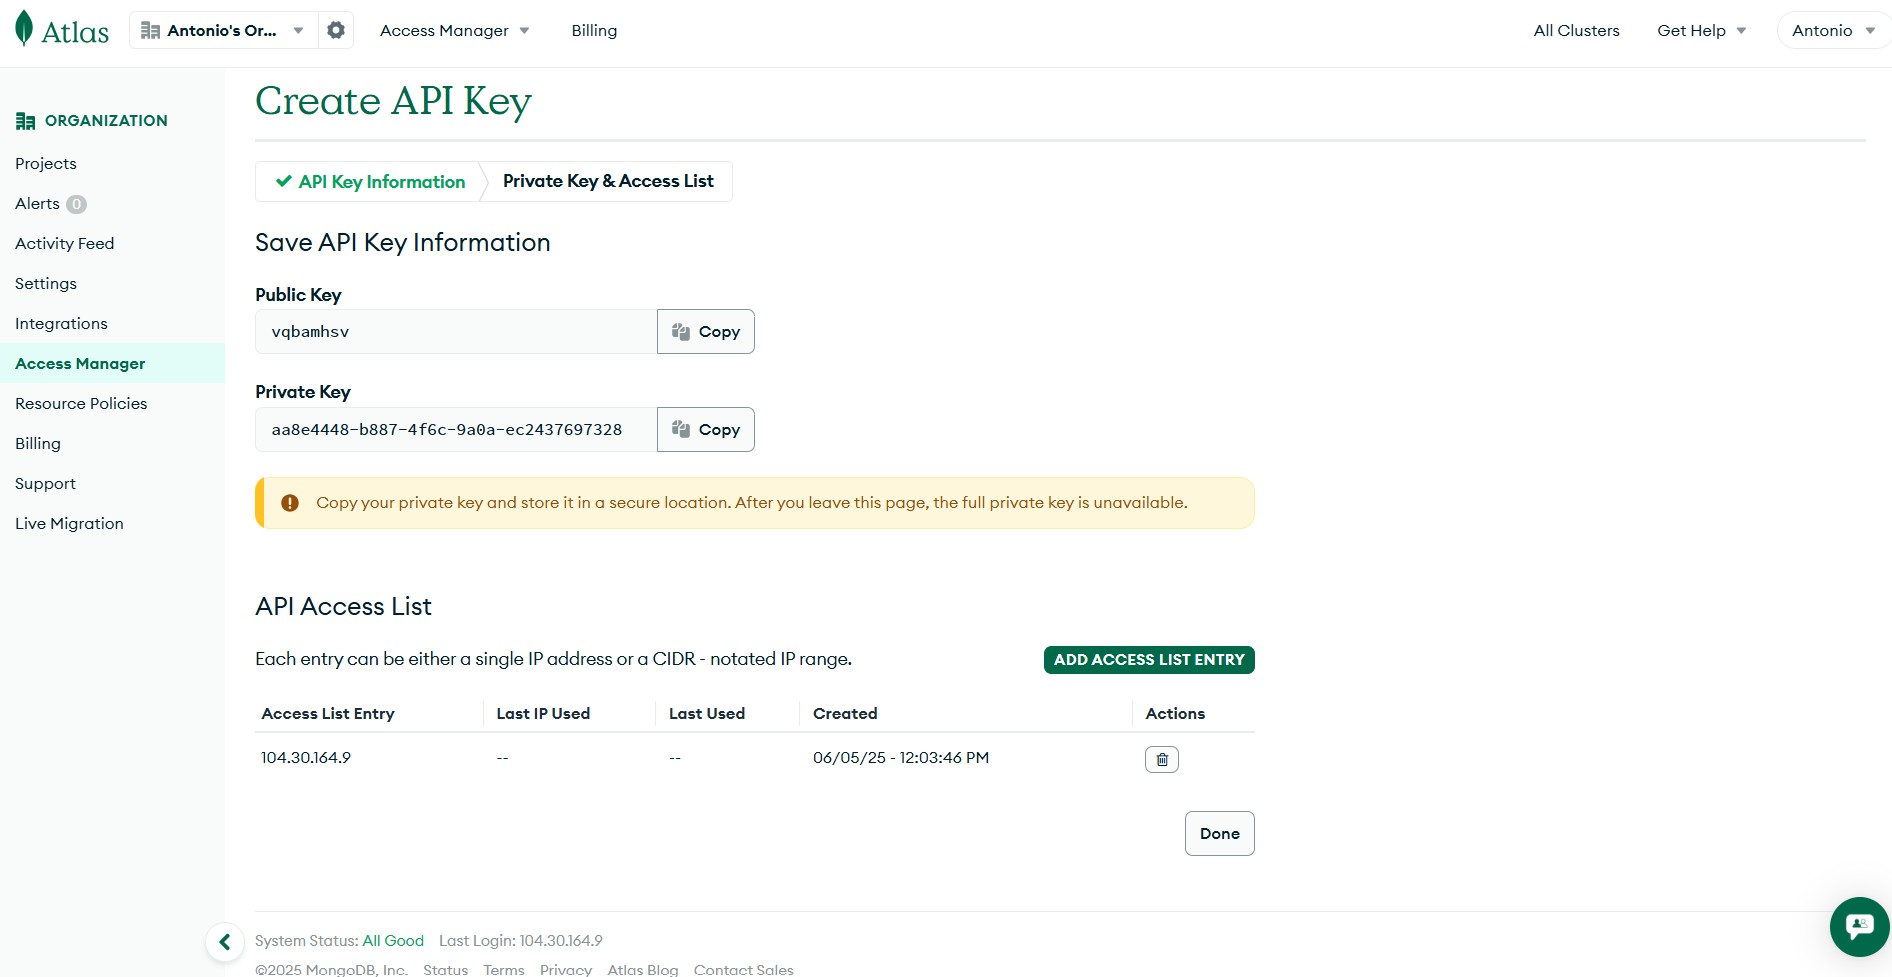 Atlas
Antonio's Or...
Access Manager
Billing
All Clusters
Get Help
Antonio
ORGANIZATION
Projects
Alerts 0
Activity Feed
Settings
Integrations
Access Manager
Resource Policies
Billing
Support
Live Migration
Create API Key
API Key Information
Private Key & Access List
Save API Key Information
Public Key
vqbamhsv
Copy
Private Key
aa8e4448-b887-4f6c-9a0a-ec2437697328
Copy
Copy your private key and store it in a secure location. After you leave this page, the full private key is unavailable.
API Access List
Each entry can be either a single IP address or a CIDR - notated IP range.
ADD ACCESS LIST ENTRY
Access List Entry Last IP Used Last Used Created Actions
104.30.164.9 -- -- 06/05/25 - 12:03:46 PM
Done
System Status: All Good Last Login: 104.30.164.9
©2025 MongoDB, Inc. Status Terms Privacy Atlas Blog Contact Sales